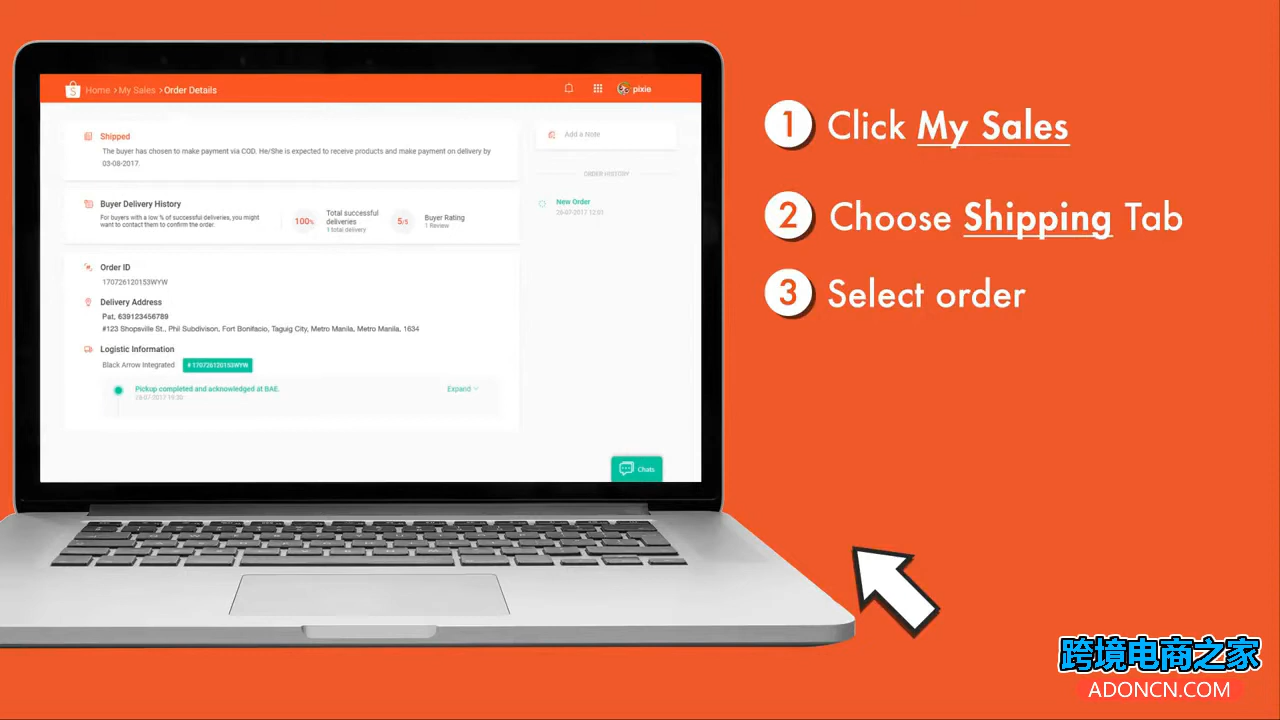 Home > My Sales > Order Details
pixie
Shipped
The buyer has chosen to make payment via COD. He/She is expected to receive products and make payment on delivery by
03-08-2017.
Buyer Delivery History
For buyers with a low % of successful deliveries, you might
want to contact them to confirm the order.
100%
Total successful
deliveries
1 total delivery
5/5
Buyer Rating
1 Review
Order ID
170726120153WYW
Delivery Address
Pat, 639123456789
#123 Shopsville St., Phil Subdivison, Fort Bonifacio, Taguig City, Metro Manila, Metro Manila, 1634
Logistic Information
Black Arrow Integrated
# 170726120153WYW
Pickup completed and acknowledged at BAE.
Expand
28-07-2017 19:30
Add a Note
ORDER HISTORY
New Order
Chats
1 Click My Sales
2 Choose Shipping Tab
3 Select order
跨境电商之家
ADONCN.COM